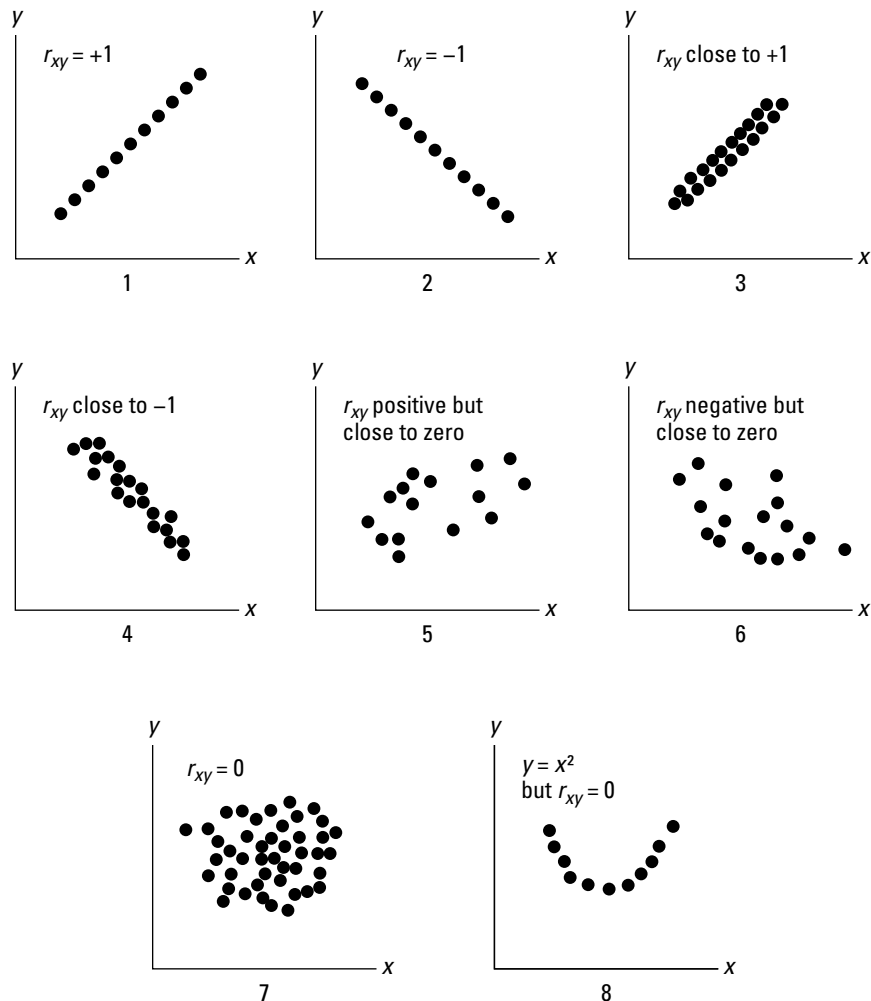 y
r_xy = +1
x
1
y
r_xy = −1
x
2
y
r_xy close to +1
x
3
y
r_xy close to −1
x
4
y
r_xy positive but
close to zero
x
5
y
r_xy negative but
close to zero
x
6
y
r_xy = 0
x
7
y
y = x²
but r_xy = 0
x
8